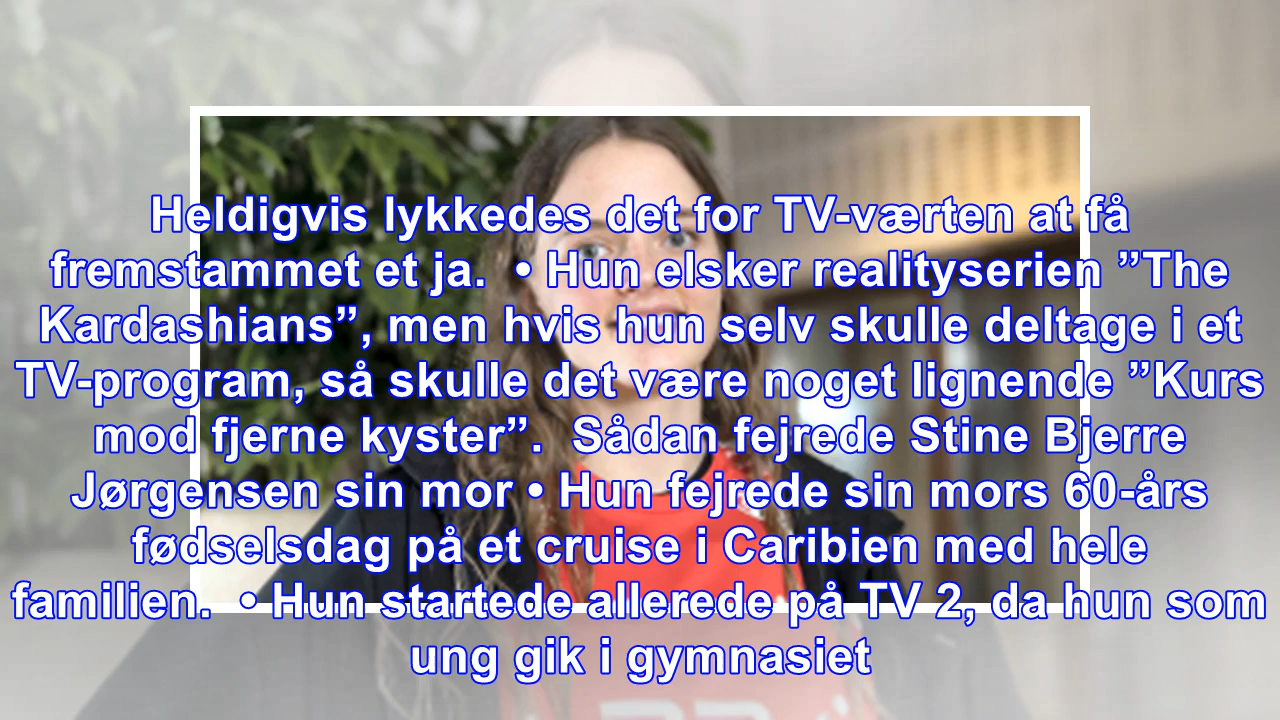 Heldigvis lykkedes det for TV-værten at få
fremstammet et ja.  • Hun elsker realityserien ”The
Kardashians”, men hvis hun selv skulle deltage i et
TV-program, så skulle det være noget lignende ”Kurs
mod fjerne kyster”.  Sådan fejrede Stine Bjerre
Jørgensen sin mor • Hun fejrede sin mors 60-års
fødselsdag på et cruise i Caribien med hele
familien.  • Hun startede allerede på TV 2, da hun som
ung gik i gymnasiet